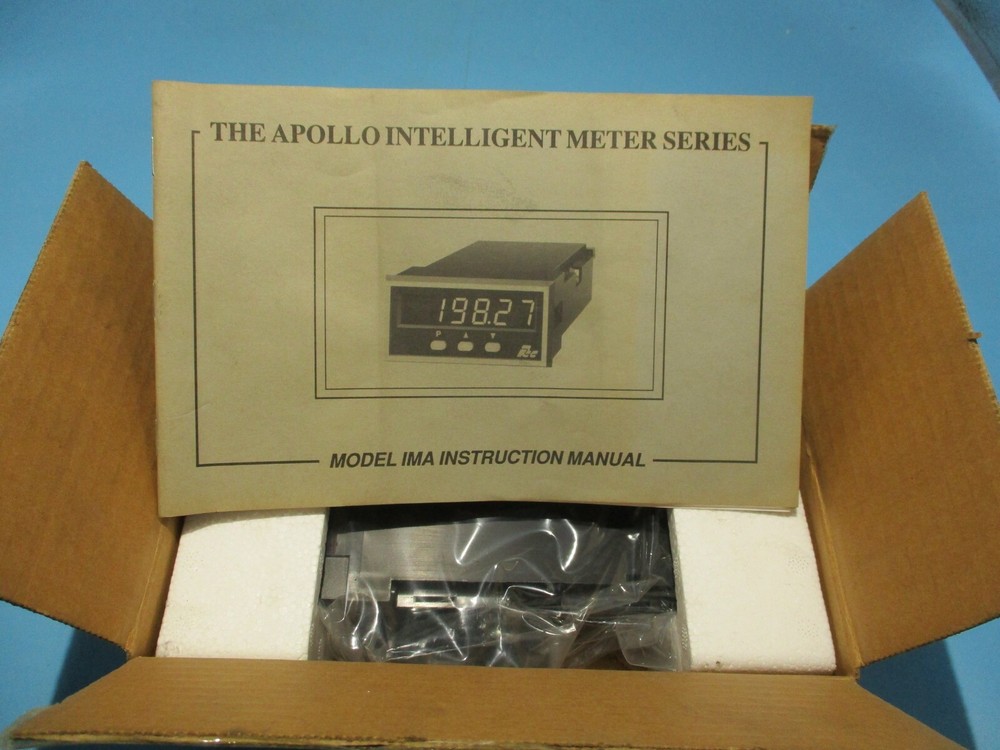 THE APOLLO INTELLIGENT METER SERIES
198.27
P ▲ ▼
MODEL IMA INSTRUCTION MANUAL